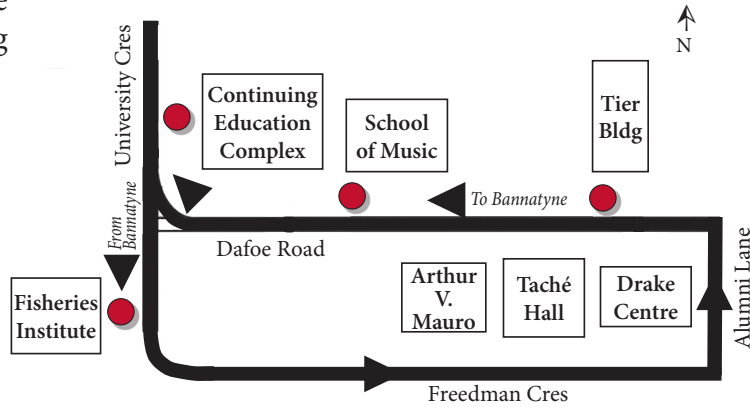 e
g
University Cres
N
Continuing
Education
Complex
School
of Music
Tier
Bldg
From
Bannatyne
To Bannatyne
Dafoe Road
Fisheries
Institute
Arthur
V.
Mauro
Taché
Hall
Drake
Centre
Alumni Lane
Freedman Cres